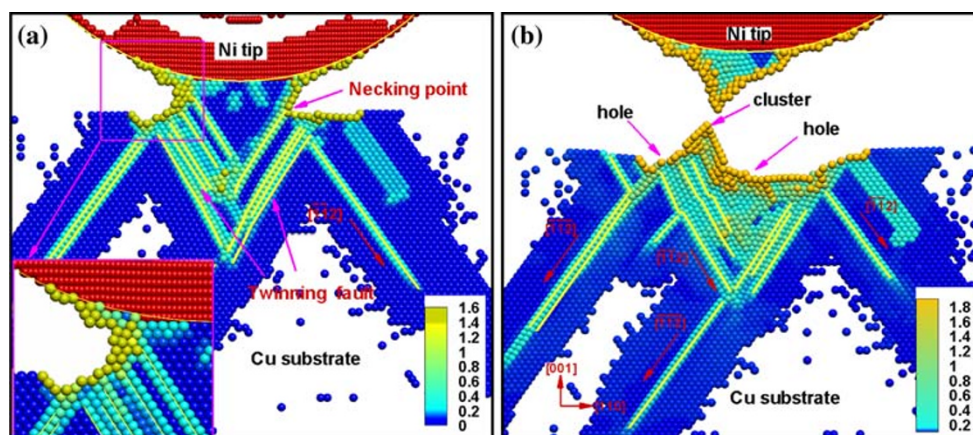 (a)
Ni tip
Necking point
Twinning fault
Cu substrate
1.6
1.4
1.2
1
0.8
0.6
0.4
0.2
0
(b)
Ni tip
cluster
hole
hole
[001]
Cu substrate
1.8
1.6
1.4
1.2
1
0.8
0.6
0.4
0.2